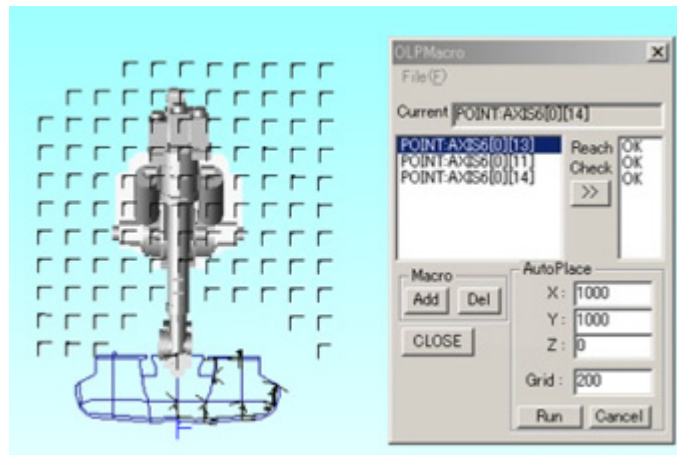 OLPMacro
File(F)
Current POINT:AXIS6[0][14]
POINT:AXIS6[0][13]
POINT:AXIS6[0][11]
POINT:AXIS6[0][14]
Reach Check
>>
OK
OK
OK
Macro
Add Del
CLOSE
AutoPlace
X: 1000
Y: 1000
Z: 0
Grid: 200
Run Cancel